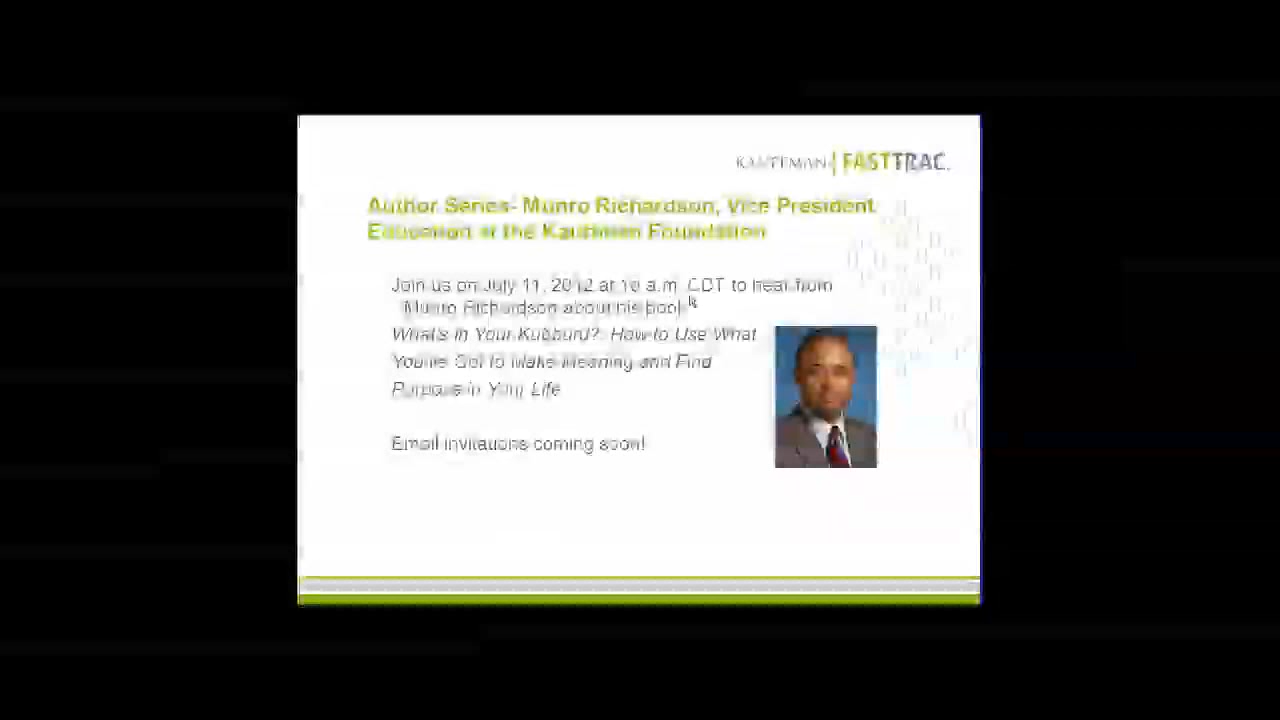 KAUFFMAN | FASTTRAC.
Author Series- Munro Richardson, Vice President
Education at the Kauffman Foundation
Join us on July 11, 2012 at 10 a.m. CDT to hear from
Munro Richardson about his book
What's In Your Kubburd?: How to Use What
You've Got to Make Meaning and Find
Purpose in Your Life
Email invitations coming soon!